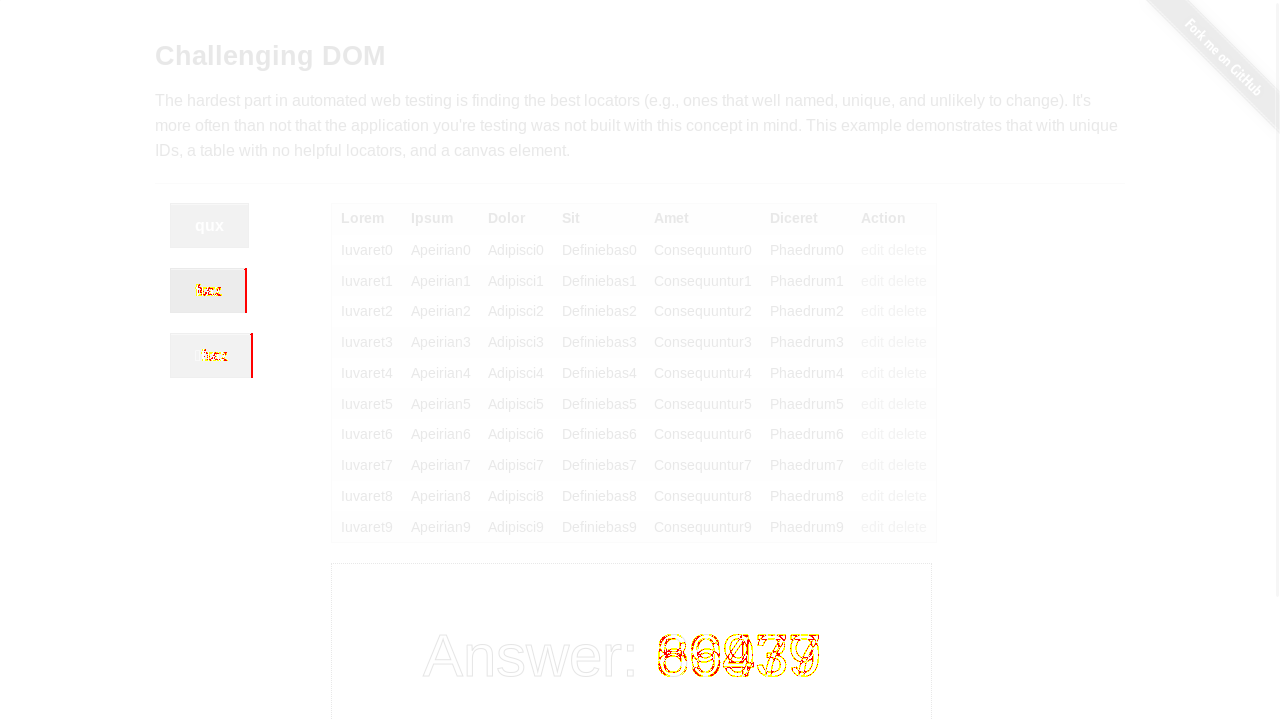 Fork me on GitHub
Challenging DOM
The hardest part in automated web testing is finding the best locators (e.g., ones that well named, unique, and unlikely to change). It's
more often than not that the application you're testing was not built with this concept in mind. This example demonstrates that with unique
IDs, a table with no helpful locators, and a canvas element.
qux
Lorem Ipsum Dolor Sit Amet Diceret Action
Iuvaret0 Apeirian0 Adipisci0 Definiebas0 Consequuntur0 Phaedrum0 edit delete
Iuvaret1 Apeirian1 Adipisci1 Definiebas1 Consequuntur1 Phaedrum1 edit delete
Iuvaret2 Apeirian2 Adipisci2 Definiebas2 Consequuntur2 Phaedrum2 edit delete
Iuvaret3 Apeirian3 Adipisci3 Definiebas3 Consequuntur3 Phaedrum3 edit delete
Iuvaret4 Apeirian4 Adipisci4 Definiebas4 Consequuntur4 Phaedrum4 edit delete
Iuvaret5 Apeirian5 Adipisci5 Definiebas5 Consequuntur5 Phaedrum5 edit delete
Iuvaret6 Apeirian6 Adipisci6 Definiebas6 Consequuntur6 Phaedrum6 edit delete
Iuvaret7 Apeirian7 Adipisci7 Definiebas7 Consequuntur7 Phaedrum7 edit delete
Iuvaret8 Apeirian8 Adipisci8 Definiebas8 Consequuntur8 Phaedrum8 edit delete
Iuvaret9 Apeirian9 Adipisci9 Definiebas9 Consequuntur9 Phaedrum9 edit delete
Answer: